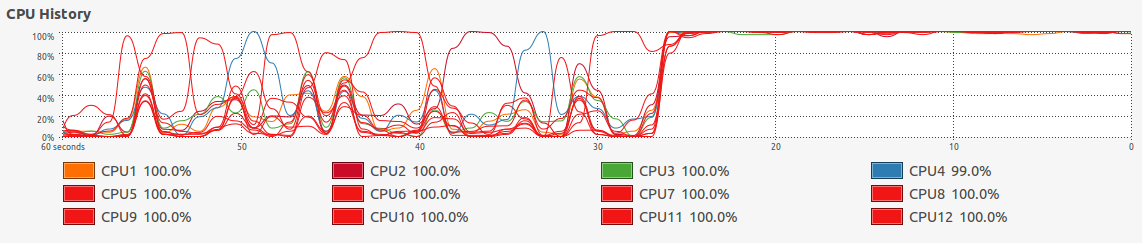 CPU History
100%
80%
60%
40%
20%
0%
60 seconds 50 40 30 20 10 0
CPU1 100.0% CPU2 100.0% CPU3 100.0% CPU4 99.0%
CPU5 100.0% CPU6 100.0% CPU7 100.0% CPU8 100.0%
CPU9 100.0% CPU10 100.0% CPU11 100.0% CPU12 100.0%